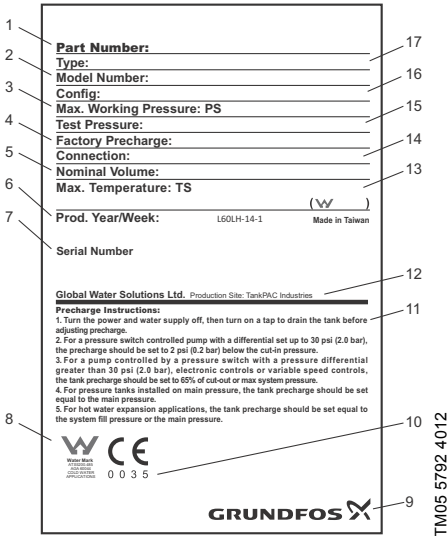 1
Part Number:
17
Type:
2
Model Number:
16
Config:
3
Max. Working Pressure: PS
15
Test Pressure:
4
Factory Precharge:
14
Connection:
5
Nominal Volume:
13
Max. Temperature: TS
(W )
6
Prod. Year/Week: L60LH-14-1 Made in Taiwan
7
Serial Number
12
Global Water Solutions Ltd. Production Site: TankPAC Industries
11
Precharge Instructions:
1. Turn the power and water supply off, then turn on a tap to drain the tank before
adjusting precharge.
2. For a pressure switch controlled pump with a differential set up to 30 psi (2.0 bar),
the precharge should be set to 2 psi (0.2 bar) below the cut-in pressure.
3. For a pump controlled by a pressure switch with a pressure differential
greater than 30 psi (2.0 bar), electronic controls or variable speed controls,
the tank precharge should be set to 65% of cut-out or max system pressure.
4. For pressure tanks installed on main pressure, the tank precharge should be set
equal to the main pressure.
5. For hot water expansion applications, the tank precharge should be set equal to
the system fill pressure or the main pressure.
8
10
CE
Water Mark
COLD WATER
APPLICATIONS
0 0 3 5
9
GRUNDFOS
TM05 5792 4012